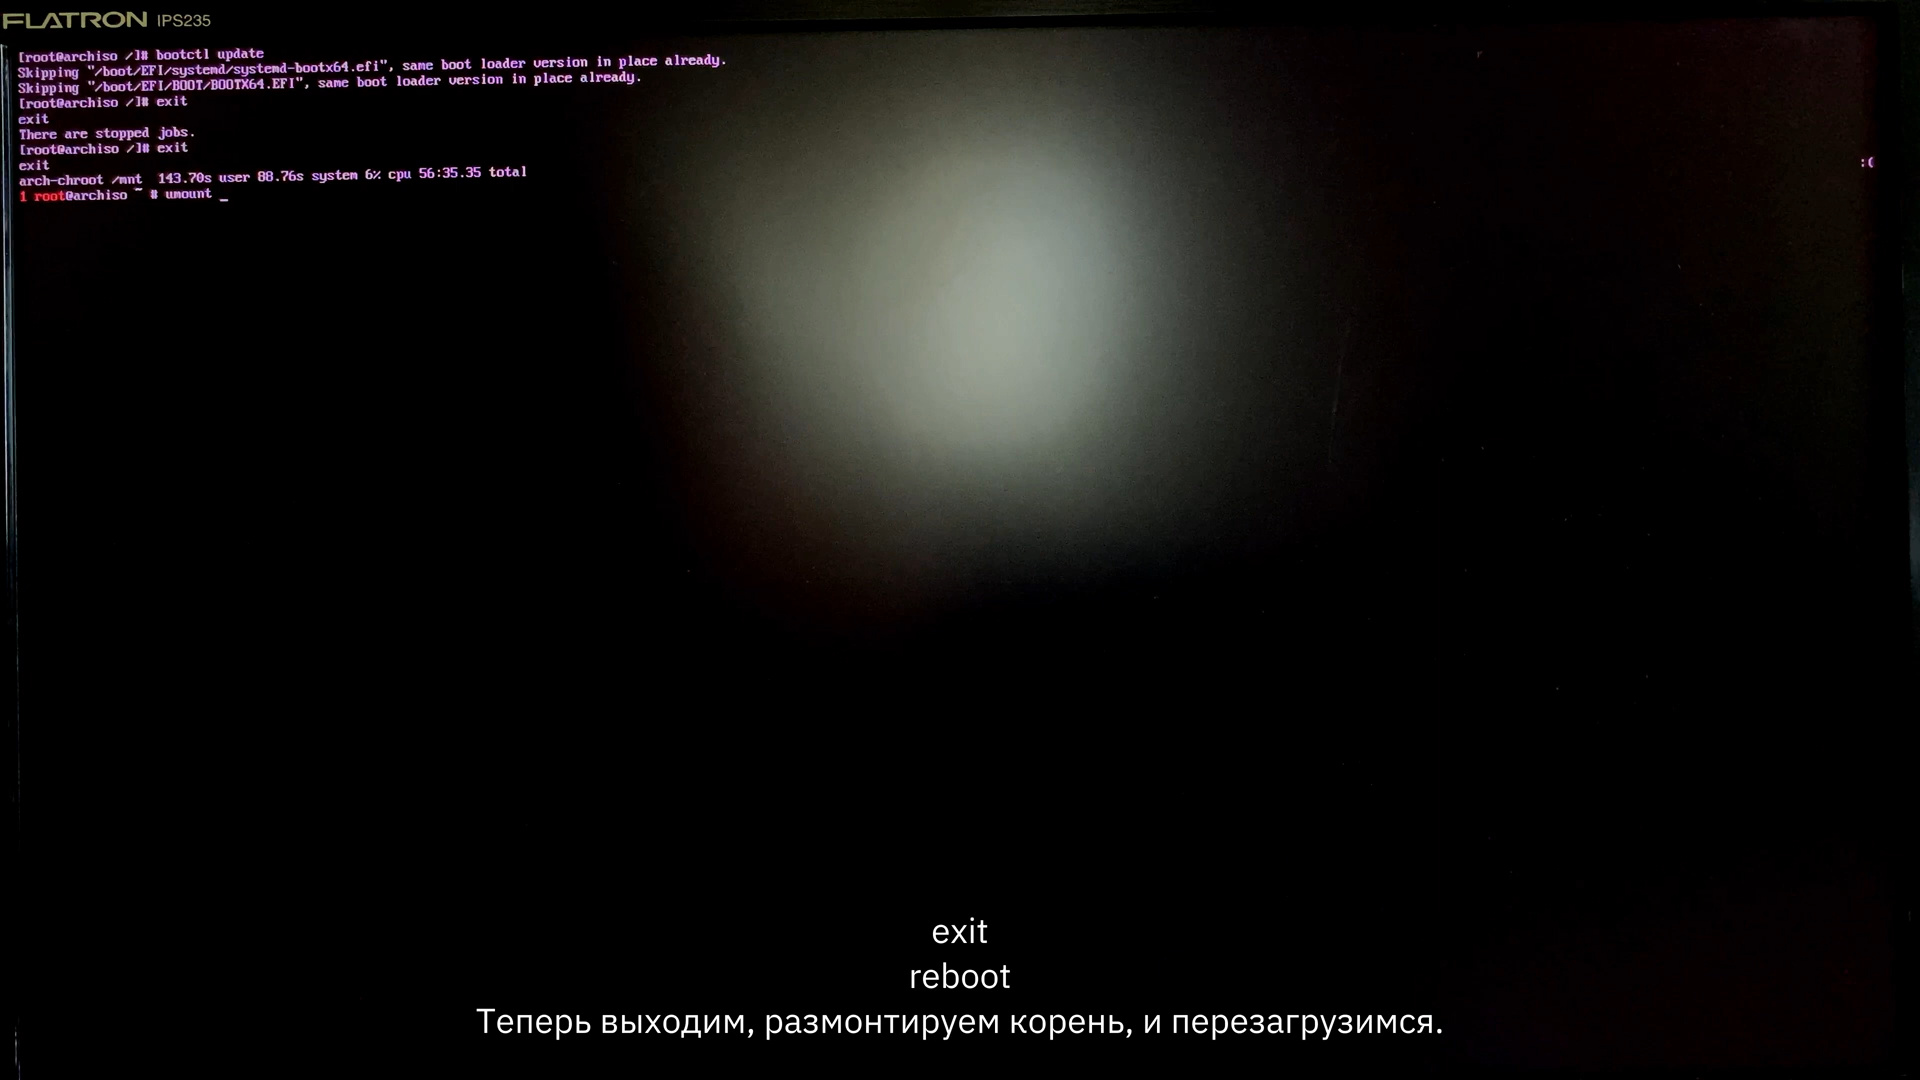 FLATRON IPS235
[root@archiso /]# bootctl update
Skipping "/boot/EFI/systemd/systemd-bootx64.efi", same boot loader version in place already.
Skipping "/boot/EFI/BOOT/BOOTX64.EFI", same boot loader version in place already.
[root@archiso /]# exit
exit
There are stopped jobs.
[root@archiso /]# exit
exit
arch-chroot /mnt  143.70s user 88.76s system 6% cpu 56:35.35 total
1 root@archiso ~ # umount _
:(
exit
reboot
Теперь выходим, размонтируем корень, и перезагрузимся.